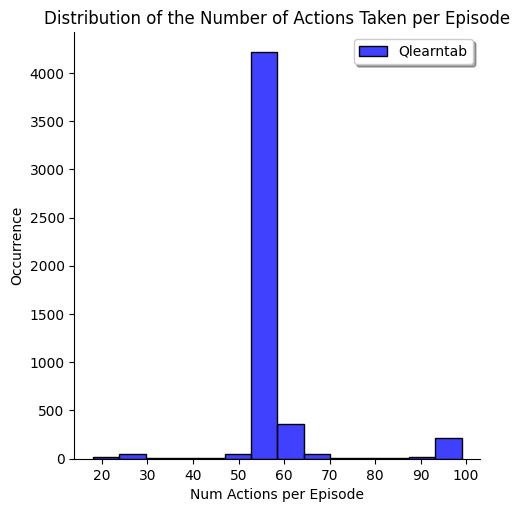 Distribution of the Number of Actions Taken per Episode
Qlearntab
4000
3500
3000
2500
2000
1500
1000
500
0
Occurrence
20 30 40 50 60 70 80 90 100
Num Actions per Episode